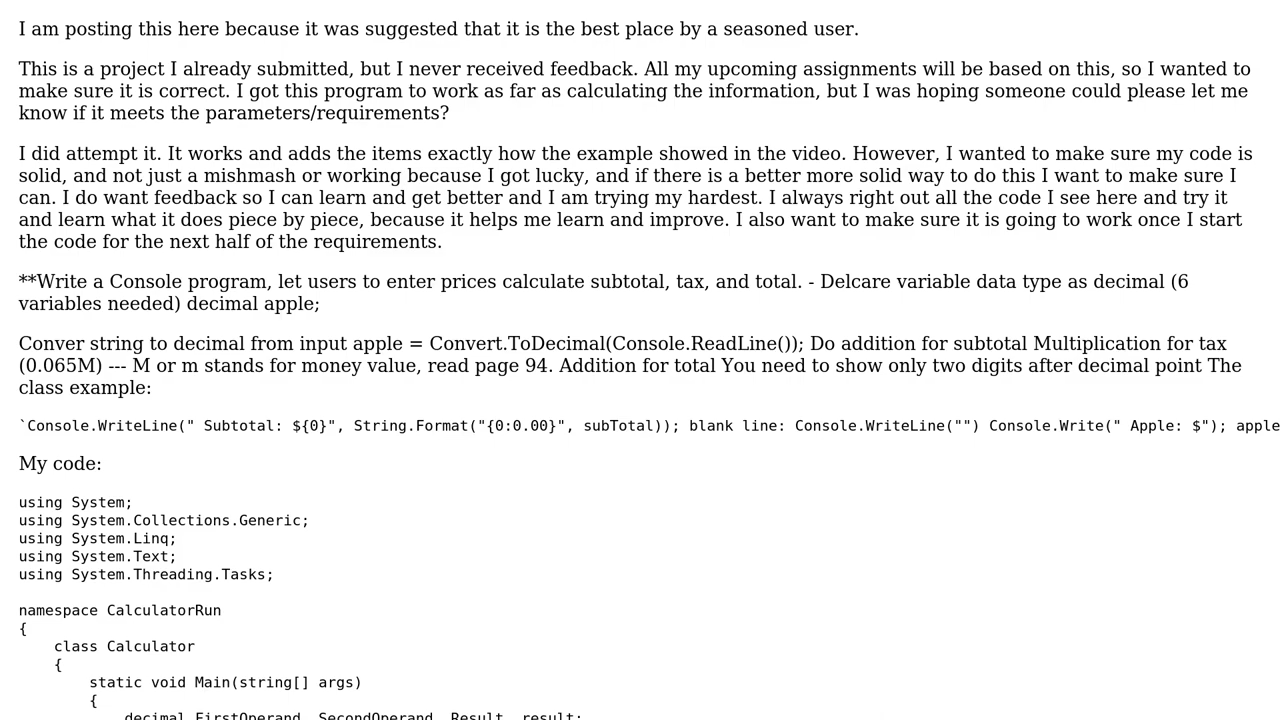 I am posting this here because it was suggested that it is the best place by a seasoned user.
This is a project I already submitted, but I never received feedback. All my upcoming assignments will be based on this, so I wanted to
make sure it is correct. I got this program to work as far as calculating the information, but I was hoping someone could please let me
know if it meets the parameters/requirements?
I did attempt it. It works and adds the items exactly how the example showed in the video. However, I wanted to make sure my code is
solid, and not just a mishmash or working because I got lucky, and if there is a better more solid way to do this I want to make sure I
can. I do want feedback so I can learn and get better and I am trying my hardest. I always right out all the code I see here and try it
and learn what it does piece by piece, because it helps me learn and improve. I also want to make sure it is going to work once I start
the code for the next half of the requirements.
**Write a Console program, let users to enter prices calculate subtotal, tax, and total. - Delcare variable data type as decimal (6
variables needed) decimal apple;
Conver string to decimal from input apple = Convert.ToDecimal(Console.ReadLine()); Do addition for subtotal Multiplication for tax
(0.065M) --- M or m stands for money value, read page 94. Addition for total You need to show only two digits after decimal point The
class example:
`Console.WriteLine(" Subtotal: ${0}", String.Format("{0:0.00}", subTotal)); blank line: Console.WriteLine("") Console.Write(" Apple: $"); apple
My code:
using System;
using System.Collections.Generic;
using System.Linq;
using System.Text;
using System.Threading.Tasks;
namespace CalculatorRun
{
class Calculator
{
static void Main(string[] args)
{
decimal FirstOperand, SecondOperand, Result, result;